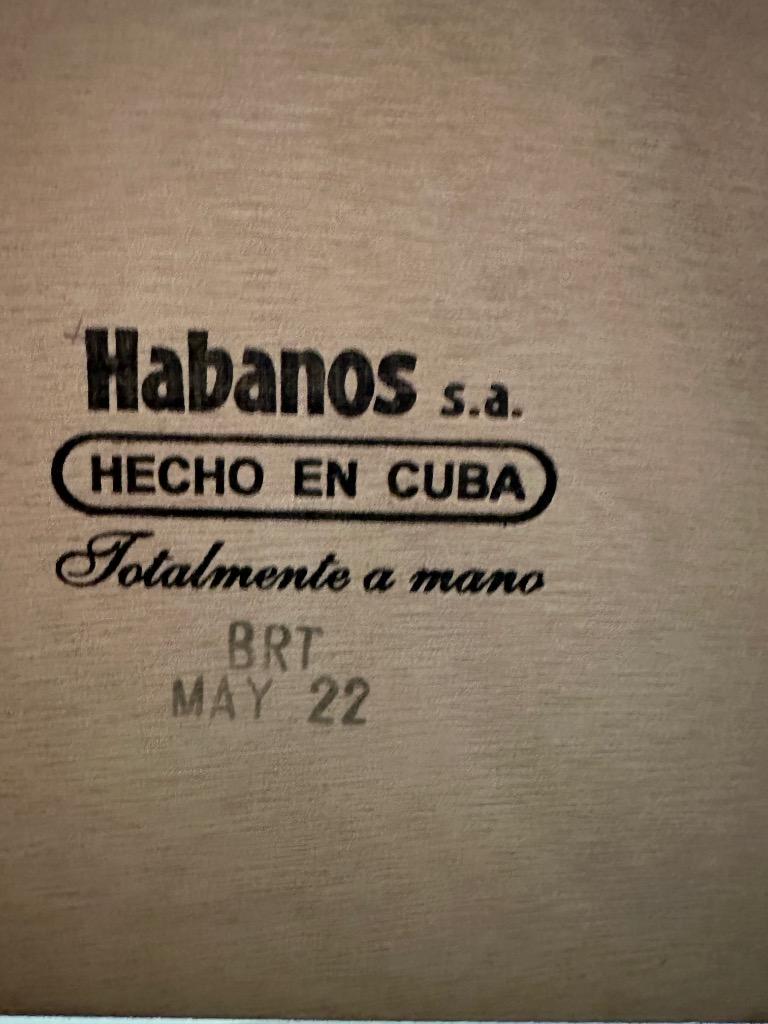 Habanos s.a.
HECHO EN CUBA
Totalmente a mano
BRT
MAY 22